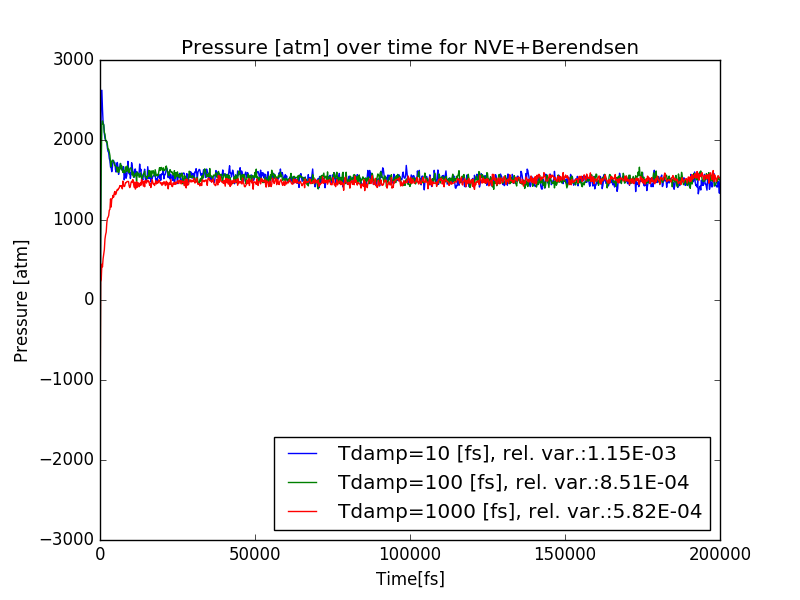 Pressure [atm] over time for NVE+Berendsen
3000
2000
1000
0
−1000
−2000
−3000
Pressure [atm]
Tdamp=10 [fs], rel. var.:1.15E-03
Tdamp=100 [fs], rel. var.:8.51E-04
Tdamp=1000 [fs], rel. var.:5.82E-04
0 50000 100000 150000 200000
Time[fs]